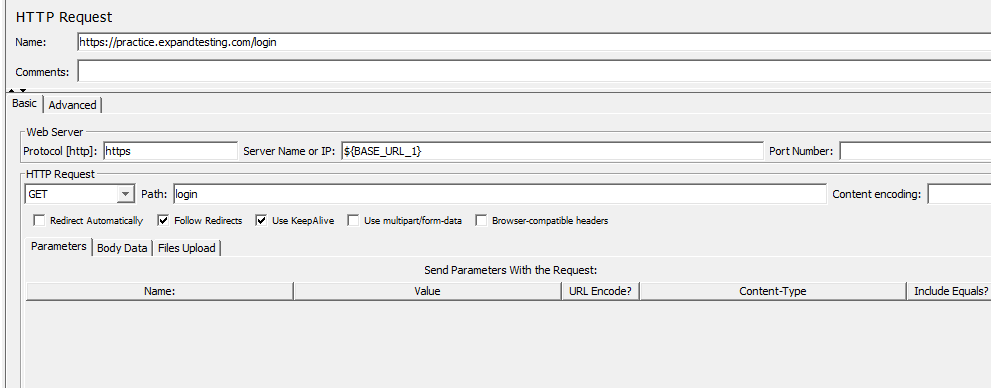 HTTP Request
Name: https://practice.expandtesting.com/login
Comments:
Basic Advanced
Web Server
Protocol [http]: https Server Name or IP: ${BASE_URL_1} Port Number:
HTTP Request
GET Path: login Content encoding:
Redirect Automatically Follow Redirects Use KeepAlive Use multipart/form-data Browser-compatible headers
Parameters Body Data Files Upload
Send Parameters With the Request:
Name: Value URL Encode? Content-Type Include Equals?